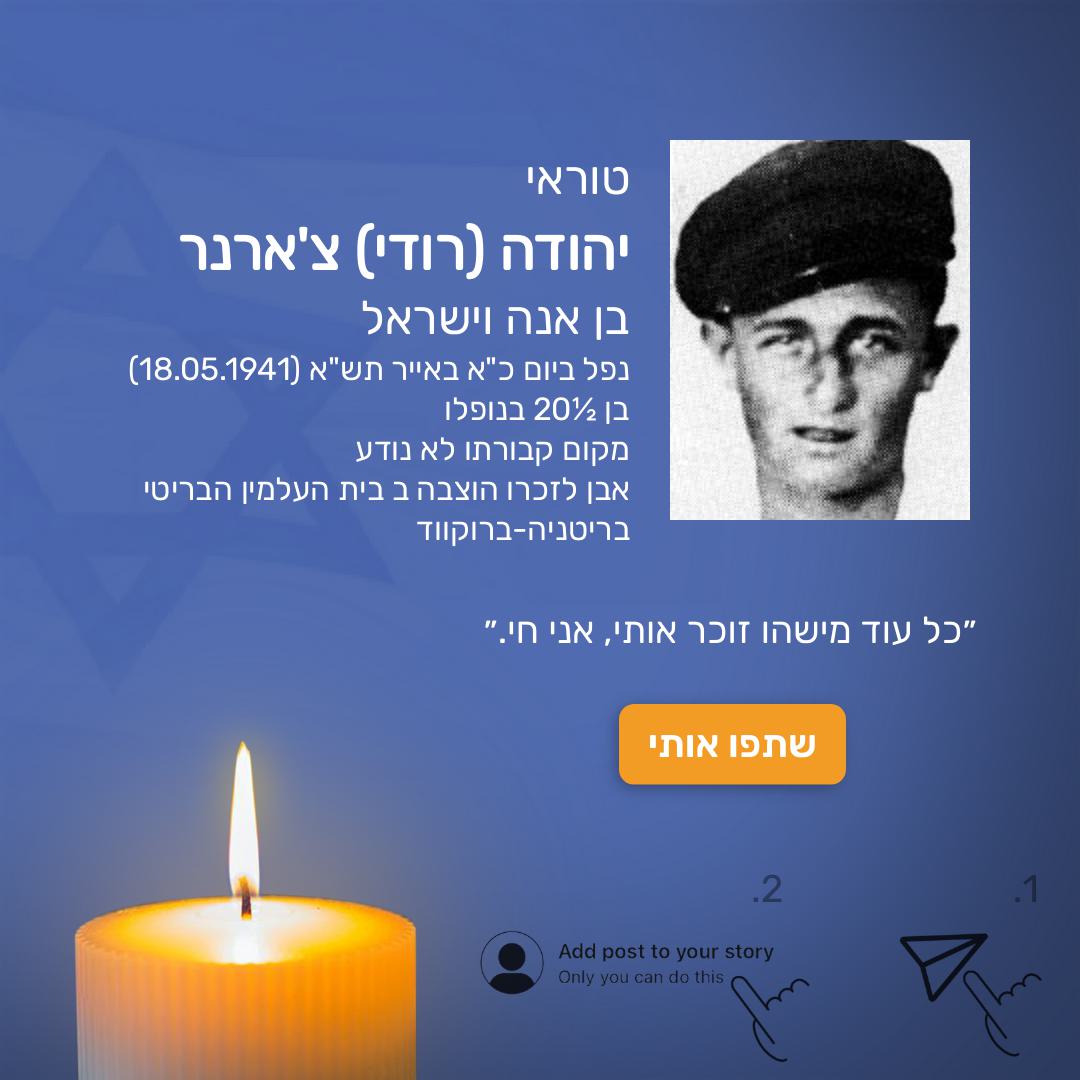 טוראי
יהודה (רודי) צ'ארנר
בן אנה וישראל
נפל ביום כ"א באייר תש"א (18.05.1941)
בן 20½ בנופלו
מקום קבורתו לא נודע
אבן לזכרו הוצבה ב בית העלמין הבריטי
בריטניה-ברוקווד
״כל עוד מישהו זוכר אותי, אני חי.״
שתפו אותי
1.
2.
Add post to your story
Only you can do this